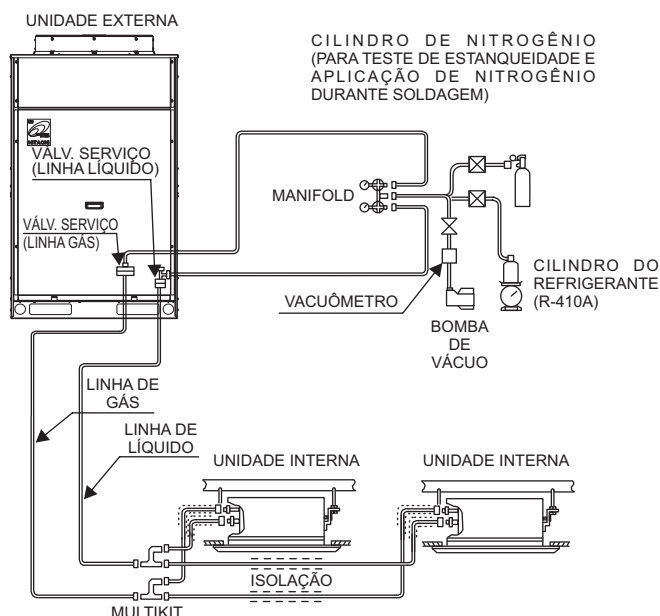 UNIDADE EXTERNA
CILINDRO DE NITROGÊNIO
(PARA TESTE DE ESTANQUEIDADE E
APLICAÇÃO DE NITROGÊNIO
DURANTE SOLDAGEM)
HITACHI
VÁLV. SERVIÇO
(LINHA LÍQUIDO)
MANIFOLD
VÁLV. SERVIÇO
(LINHA GÁS)
VACUÔMETRO
CILINDRO DO
REFRIGERANTE
(R-410A)
BOMBA
DE
VÁCUO
LINHA DE
GÁS
LINHA DE
LÍQUIDO
UNIDADE INTERNA
UNIDADE INTERNA
ISOLAÇÃO
MULTIKIT